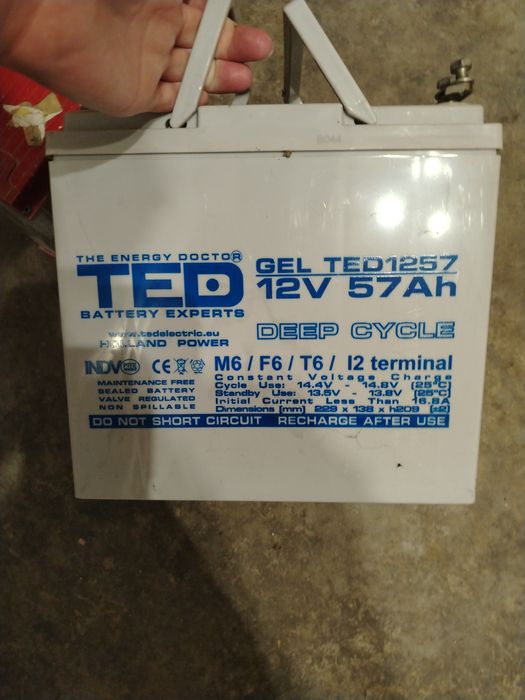 B044
THE ENERGY DOCTOR®
TED
BATTERY EXPERTS
www.tedelectric.eu
HOLLAND POWER
GEL TED1257
12V 57Ah
DEEP CYCLE
M6 / F6 / T6 / I2 terminal
MAINTENANCE FREE
SEALED BATTERY
VALVE REGULATED
NON SPILLABLE
Constant Voltage Charge
Cycle Use: 14.4V - 14.8V (25°C)
Standby Use: 13.5V - 13.8V (25°C)
Initial Current Less Than 16.8A
Dimensions (mm) 229 x 138 x h209 (±2)
DO NOT SHORT CIRCUIT RECHARGE AFTER USE